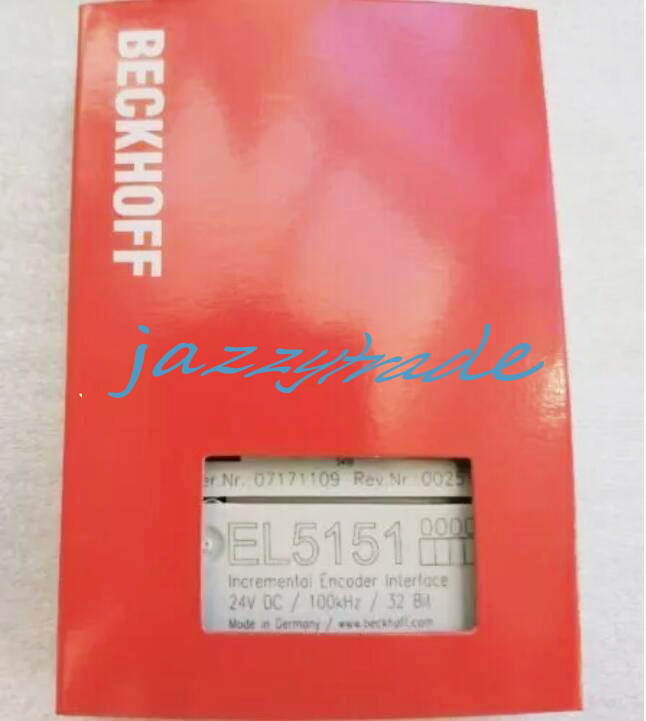 BECKHOFF
jazzytrade
er.Nr.: 07171109 Rev.Nr
EL5151
Incremental Encoder Interface
24V DC / 100kHz / 32 Bit
Made in Germany / www.beckhoff.com